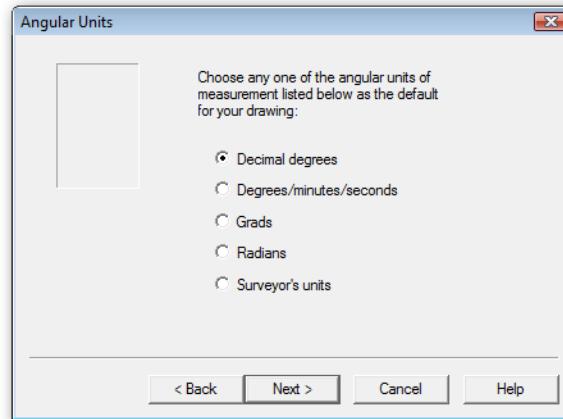 Angular Units
Choose any one of the angular units of
measurement listed below as the default
for your drawing:
Decimal degrees
Degrees/minutes/seconds
Grads
Radians
Surveyor's units
< Back Next > Cancel Help